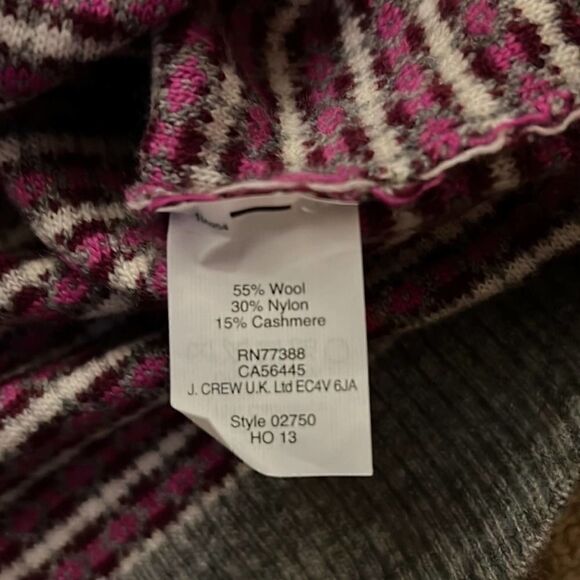 55% Wool
30% Nylon
15% Cashmere
RN77388
CA56445
J. CREW U.K. Ltd EC4V 6JA
Style 02750
HO 13